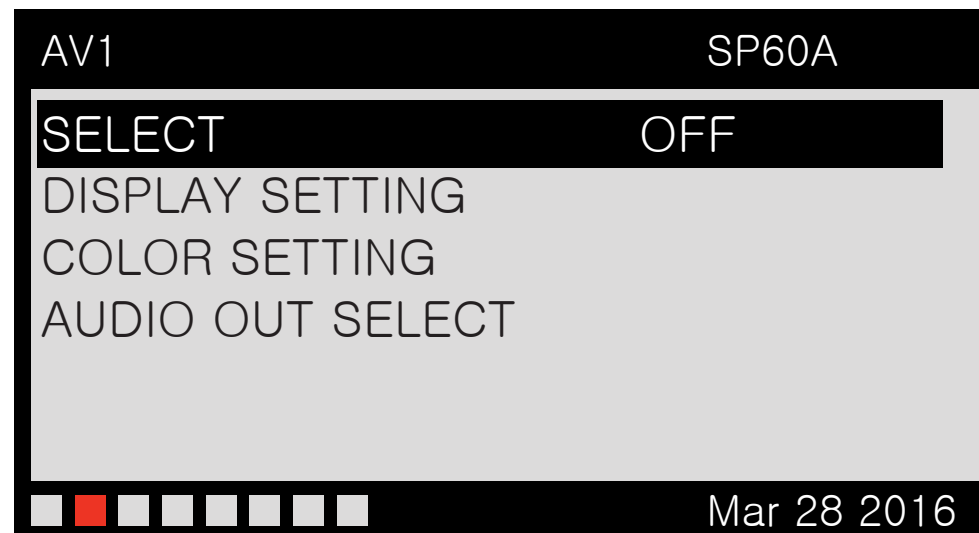 AV1 SP60A
SELECT OFF
DISPLAY SETTING
COLOR SETTING
AUDIO OUT SELECT
Mar 28 2016